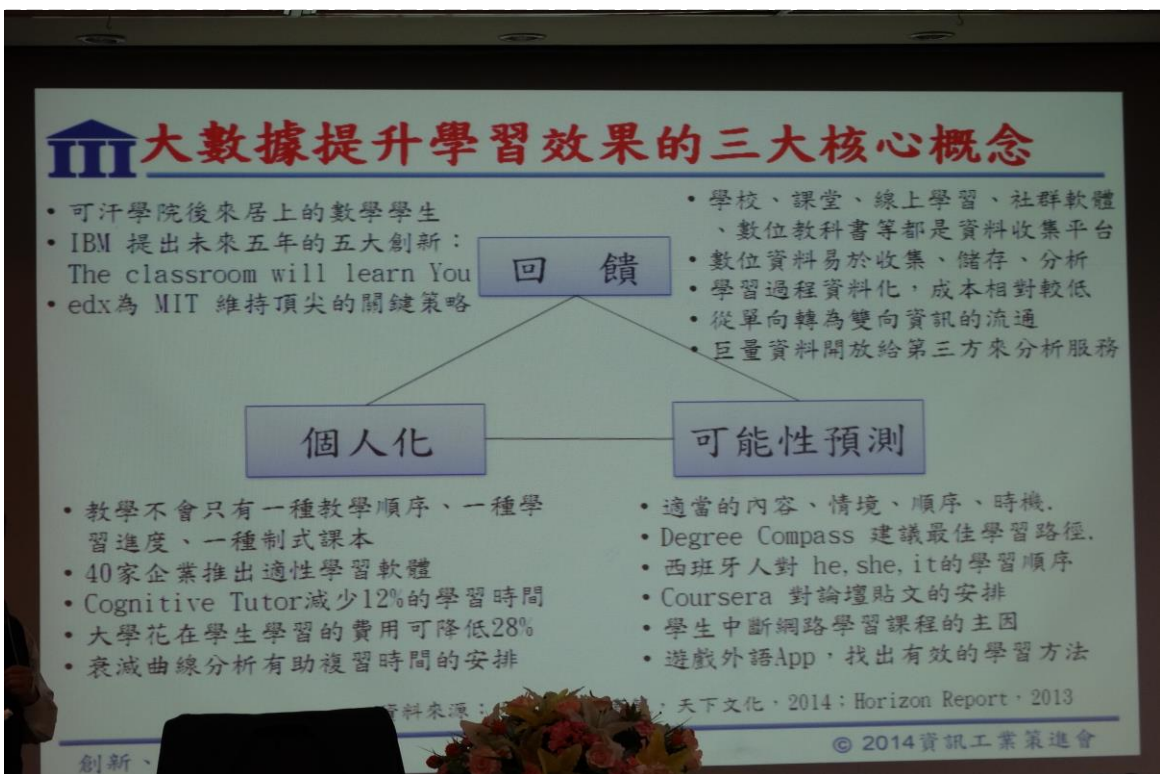 大數據提升學習效果的三大核心概念
• 可汗學院後來居上的數學學生
• IBM 提出未來五年的五大創新：
The classroom will learn You
• edx為 MIT 維持頂尖的關鍵策略
回 饋
• 學校、課堂、線上學習、社群軟體
、數位教科書等都是資料收集平台
• 數位資料易於收集、儲存、分析
• 學習過程資料化，成本相對較低
• 從單向轉為雙向資訊的流通
• 巨量資料開放給第三方來分析服務
個人化
可能性預測
• 教學不會只有一種教學順序、一種學
習進度、一種制式課本
• 40家企業推出適性學習軟體
• Cognitive Tutor減少12%的學習時間
• 大學花在學生學習的費用可降低28%
• 衰減曲線分析有助複習時間的安排
• 適當的內容、情境、順序、時機.
• Degree Compass 建議最佳學習路徑.
• 西班牙人對 he,she,it的學習順序
• Coursera 對論壇貼文的安排
• 學生中斷網路學習課程的主因
• 遊戲外語App，找出有效的學習方法
資料來源：
天下文化，2014；Horizon Report，2013
© 2014資訊工業策進會
創新、